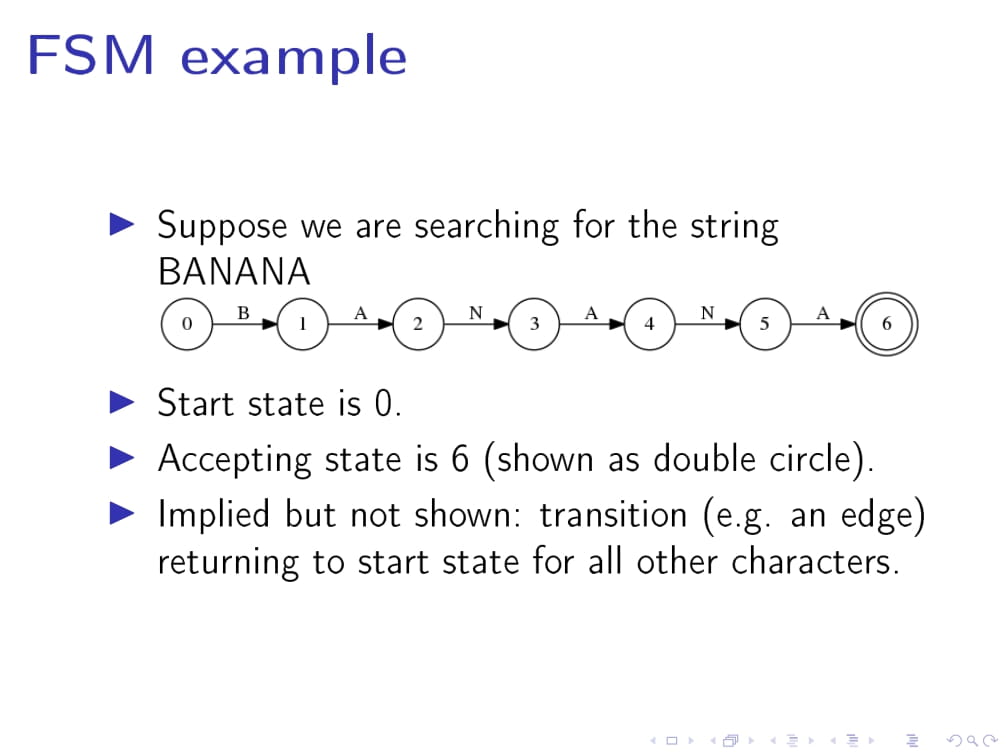 FSM example
Suppose we are searching for the string
BANANA
B A N A N A
0 1 2 3 4 5 6
Start state is 0.
Accepting state is 6 (shown as double circle).
Implied but not shown: transition (e.g. an edge)
returning to start state for all other characters.